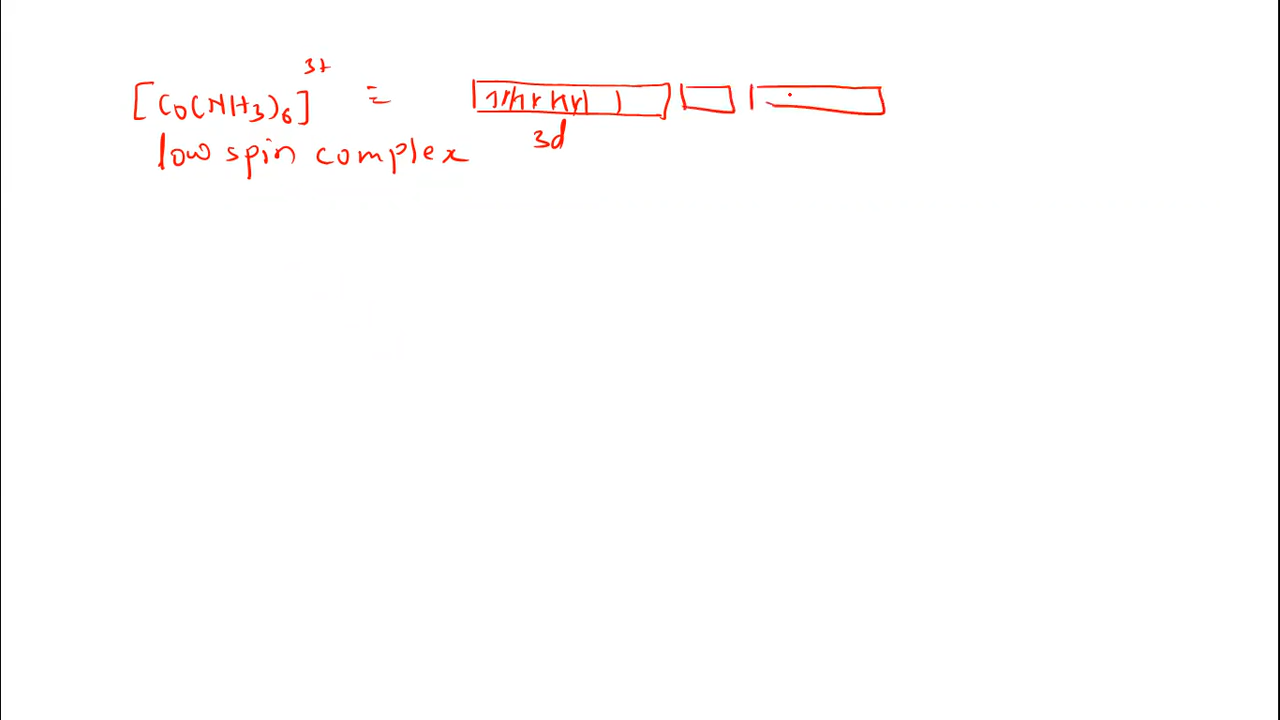 [Co(NH3)6]3+ =
3d
low spin complex